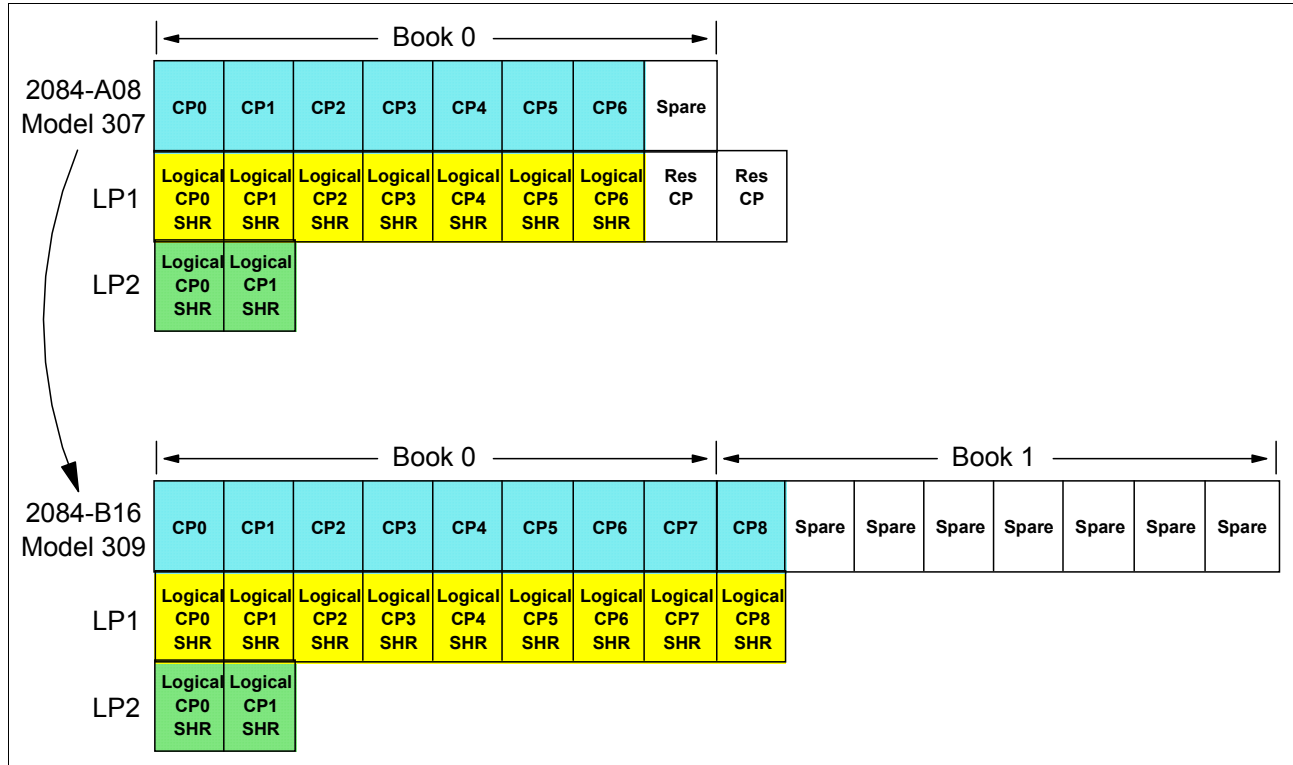 Book 0
2084-A08
Model 307
CP0 CP1 CP2 CP3 CP4 CP5 CP6 Spare
LP1
Logical Logical Logical Logical Logical Logical Logical Res Res
CP0 CP1 CP2 CP3 CP4 CP5 CP6 CP CP
SHR SHR SHR SHR SHR SHR SHR
LP2
Logical Logical
CP0 CP1
SHR SHR
Book 0 Book 1
2084-B16
Model 309
CP0 CP1 CP2 CP3 CP4 CP5 CP6 CP7 CP8 Spare Spare Spare Spare Spare Spare Spare
LP1
Logical Logical Logical Logical Logical Logical Logical Logical Logical
CP0 CP1 CP2 CP3 CP4 CP5 CP6 CP7 CP8
SHR SHR SHR SHR SHR SHR SHR SHR SHR
LP2
Logical Logical
CP0 CP1
SHR SHR